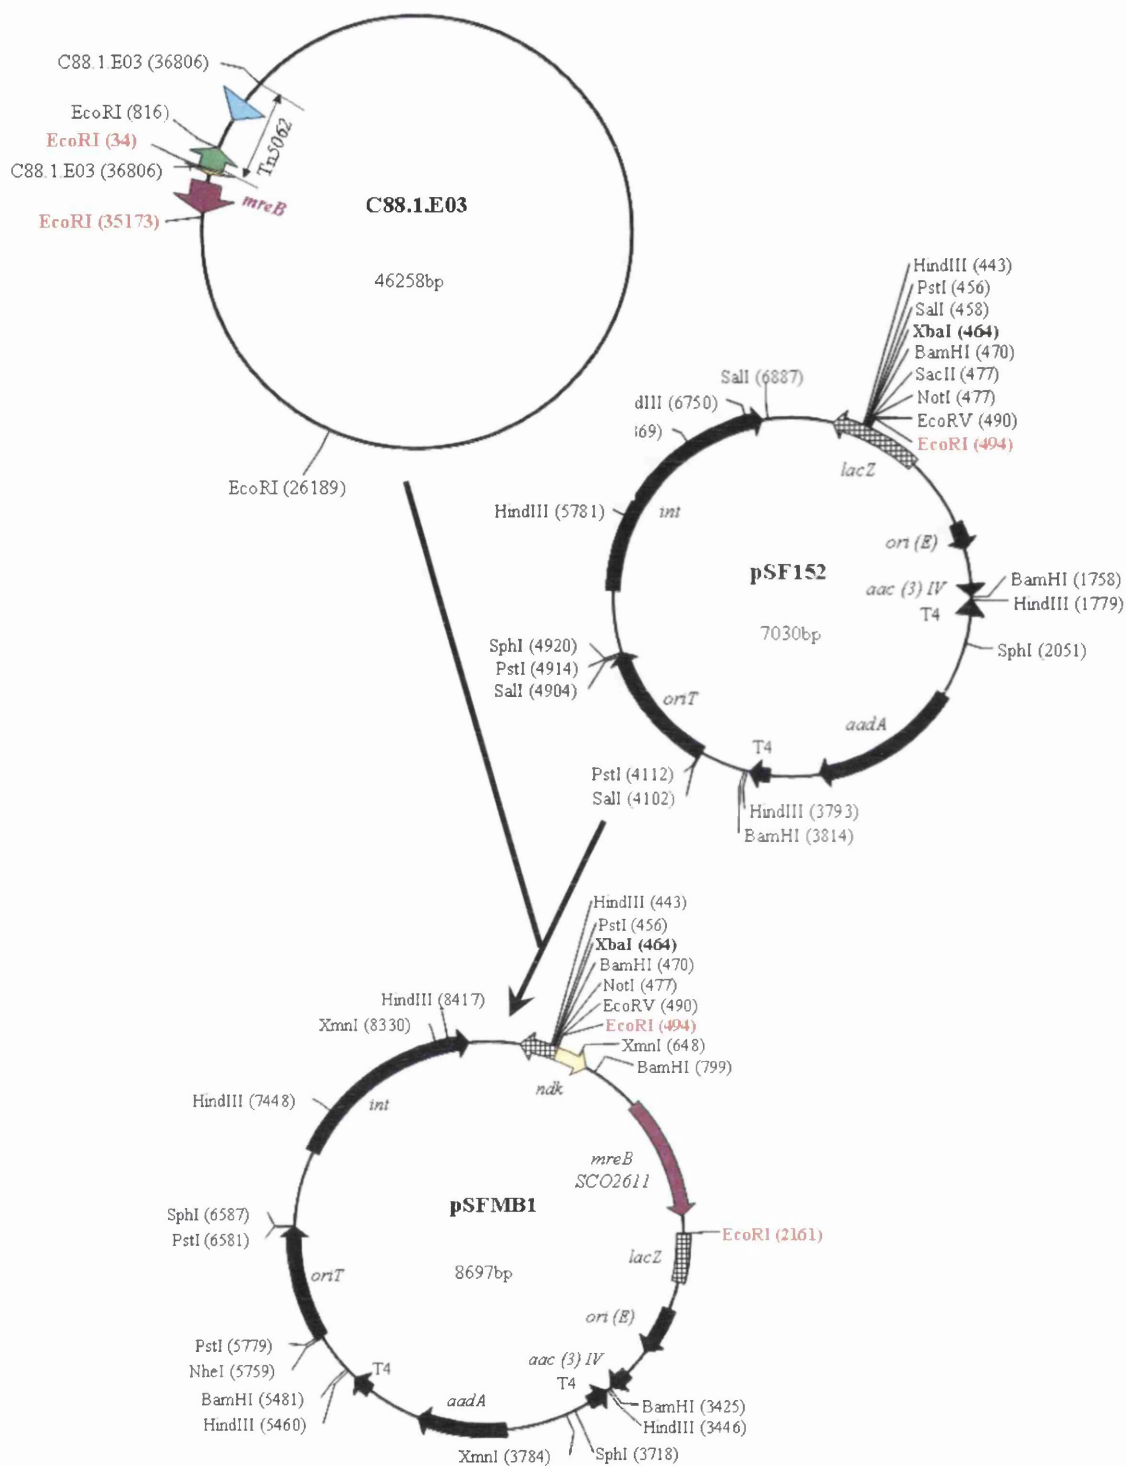 C88.1.E03 (36806)
EcoRI (816)
EcoRI (34)
C88.1.E03 (36806)
EcoRI (35173)
Tn5062
mreB
C88.1.E03
46258bp
EcoRI (26189)
HindIII (443)
PstI (456)
SalI (458)
XbaI (464)
BamHI (470)
SacII (477)
NotI (477)
EcoRV (490)
EcoRI (494)
SalI (6887)
dIII (6750)
69)
HindIII (5781)
int
lacZ
ori (E)
pSF152
7030bp
aac (3) IV
T4
BamHI (1758)
HindIII (1779)
SphI (2051)
SphI (4920)
PstI (4914)
SalI (4904)
oriT
aadA
T4
PstI (4112)
SalI (4102)
HindIII (3793)
BamHI (3814)
HindIII (443)
PstI (456)
XbaI (464)
BamHI (470)
NotI (477)
EcoRV (490)
EcoRI (494)
XmnI (648)
BamHI (799)
HindIII (8417)
XmnI (8330)
HindIII (7448)
int
ndk
mreB
SCO2611
pSFMB1
8697bp
SphI (6587)
PstI (6581)
EcoRI (2161)
lacZ
oriT
ori (E)
PstI (5779)
NheI (5759)
BamHI (5481)
HindIII (5460)
T4
aac (3) IV
T4
aadA
BamHI (3425)
HindIII (3446)
XmnI (3784)
SphI (3718)